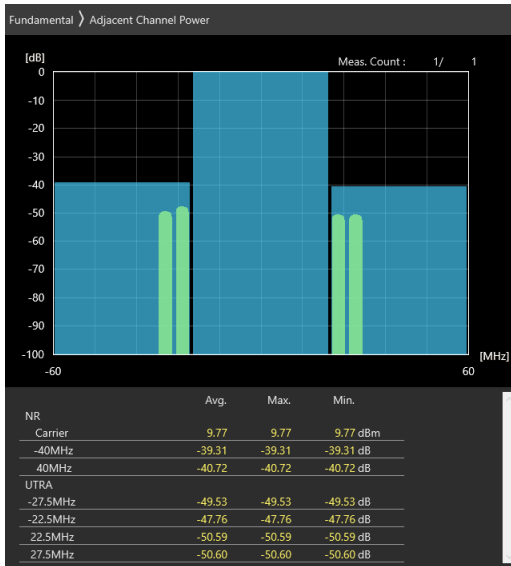 Fundamental 〉 Adjacent Channel Power
[dB] Meas. Count : 1/ 1
0
-10
-20
-30
-40
-50
-60
-70
-80
-90
-100
[MHz]
-60 60
Avg. Max. Min.
NR
Carrier 9.77 9.77 9.77 dBm
-40MHz -39.31 -39.31 -39.31 dB
40MHz -40.72 -40.72 -40.72 dB
UTRA
-27.5MHz -49.53 -49.53 -49.53 dB
-22.5MHz -47.76 -47.76 -47.76 dB
22.5MHz -50.59 -50.59 -50.59 dB
27.5MHz -50.60 -50.60 -50.60 dB